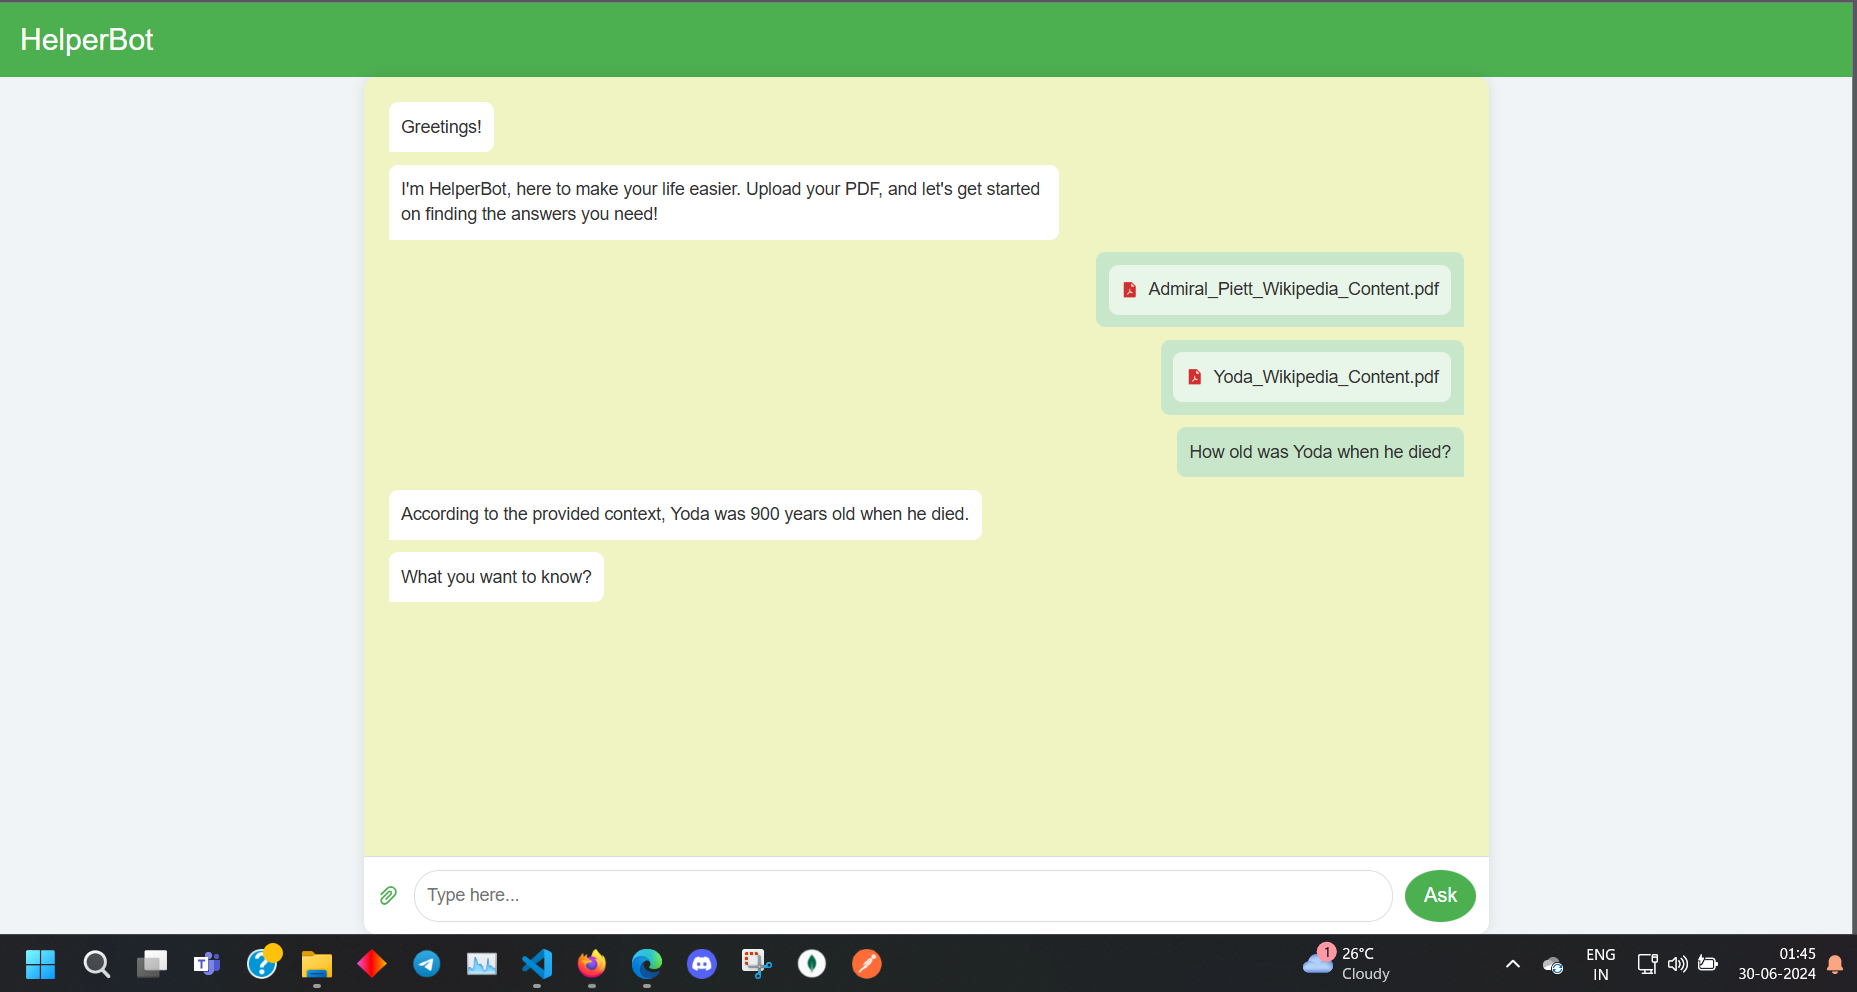 HelperBot
Greetings!
I'm HelperBot, here to make your life easier. Upload your PDF, and let's get started
on finding the answers you need!
Admiral_Piett_Wikipedia_Content.pdf
Yoda_Wikipedia_Content.pdf
How old was Yoda when he died?
According to the provided context, Yoda was 900 years old when he died.
What you want to know?
Type here...
Ask
1
26°C
Cloudy
ENG
IN
01:45
30-06-2024